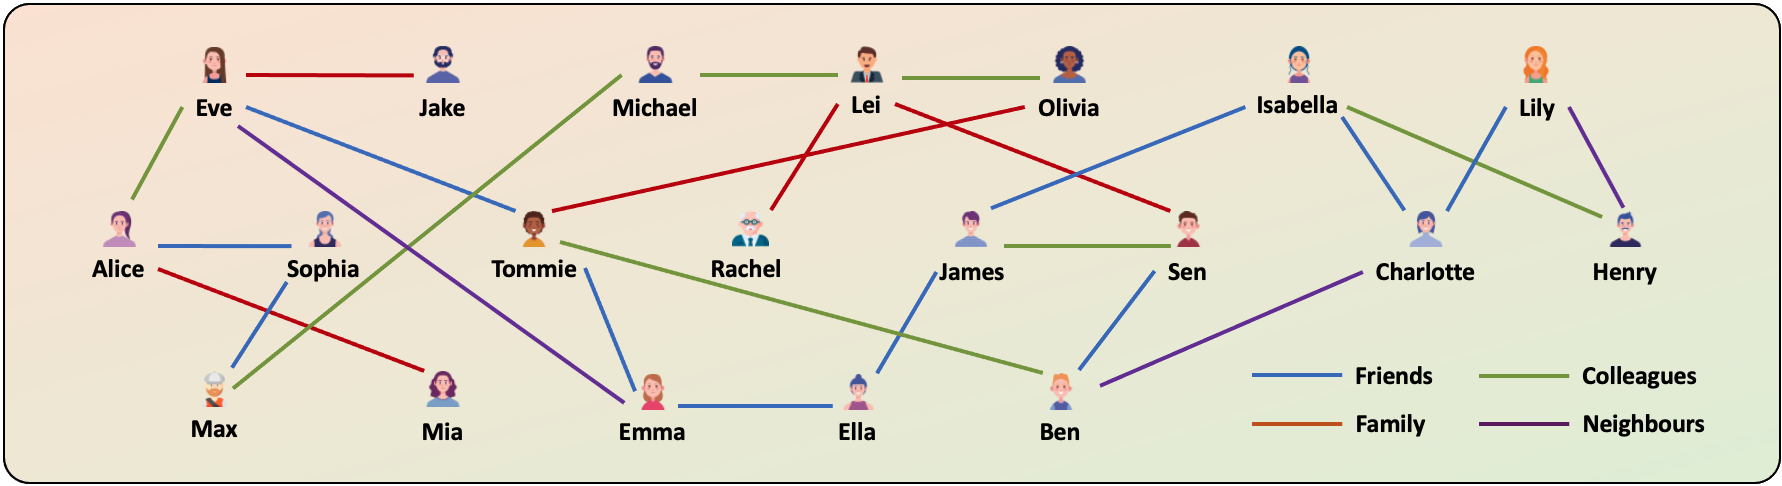 Eve Jake Michael Lei Olivia Isabella Lily
Alice Sophia Tommie Rachel James Sen Charlotte Henry
Max Mia Emma Ella Ben
Friends Colleagues
Family Neighbours